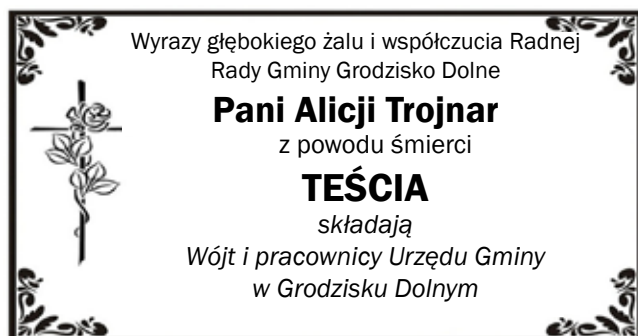 Wyrazy głębokiego żalu i współczucia Radnej
Rady Gminy Grodzisko Dolne
Pani Alicji Trojnar
z powodu śmierci
TEŚCIA
składają
Wójt i pracownicy Urzędu Gminy
w Grodzisku Dolnym